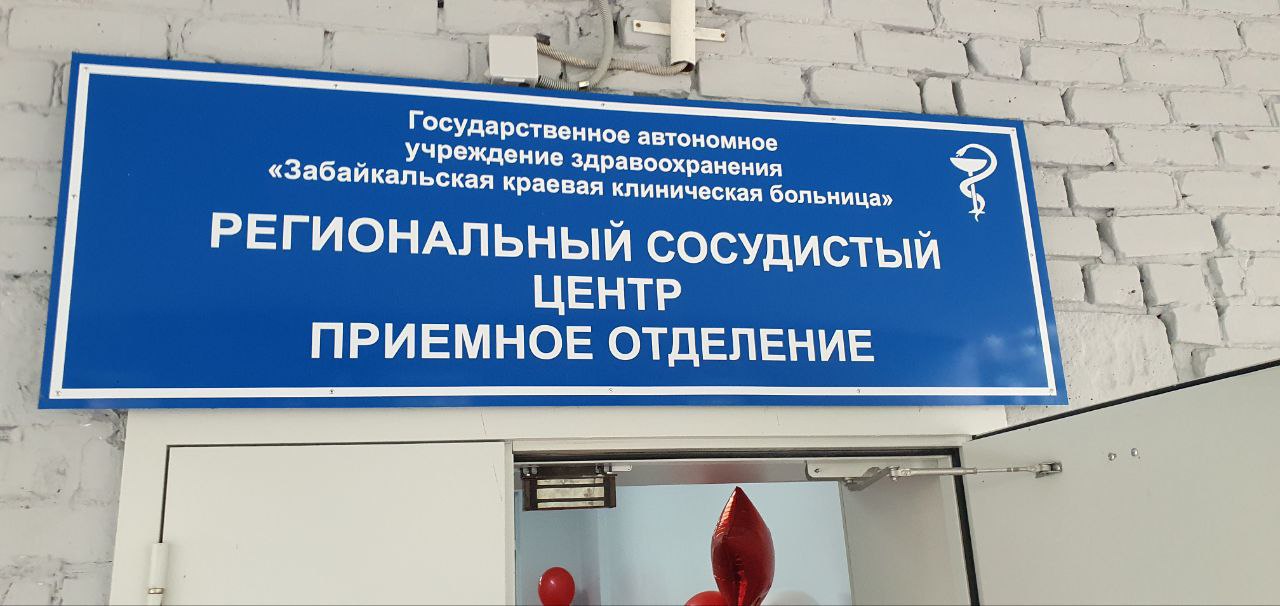 Государственное автономное
учреждение здравоохранения
«Забайкальская краевая клиническая больница»
РЕГИОНАЛЬНЫЙ СОСУДИСТЫЙ
ЦЕНТР
ПРИЕМНОЕ ОТДЕЛЕНИЕ